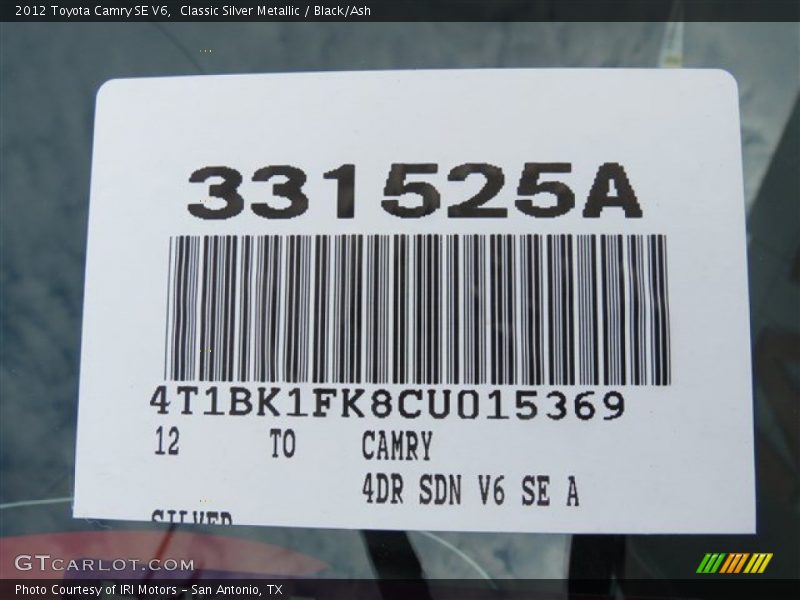 2012 Toyota Camry SE V6,  Classic Silver Metallic / Black/Ash
331525A
4T1BK1FK8CU015369
12 TO CAMRY
4DR SDN V6 SE A
SILVER
GTCARLOT.COM
Photo Courtesy of IRI Motors - San Antonio, TX